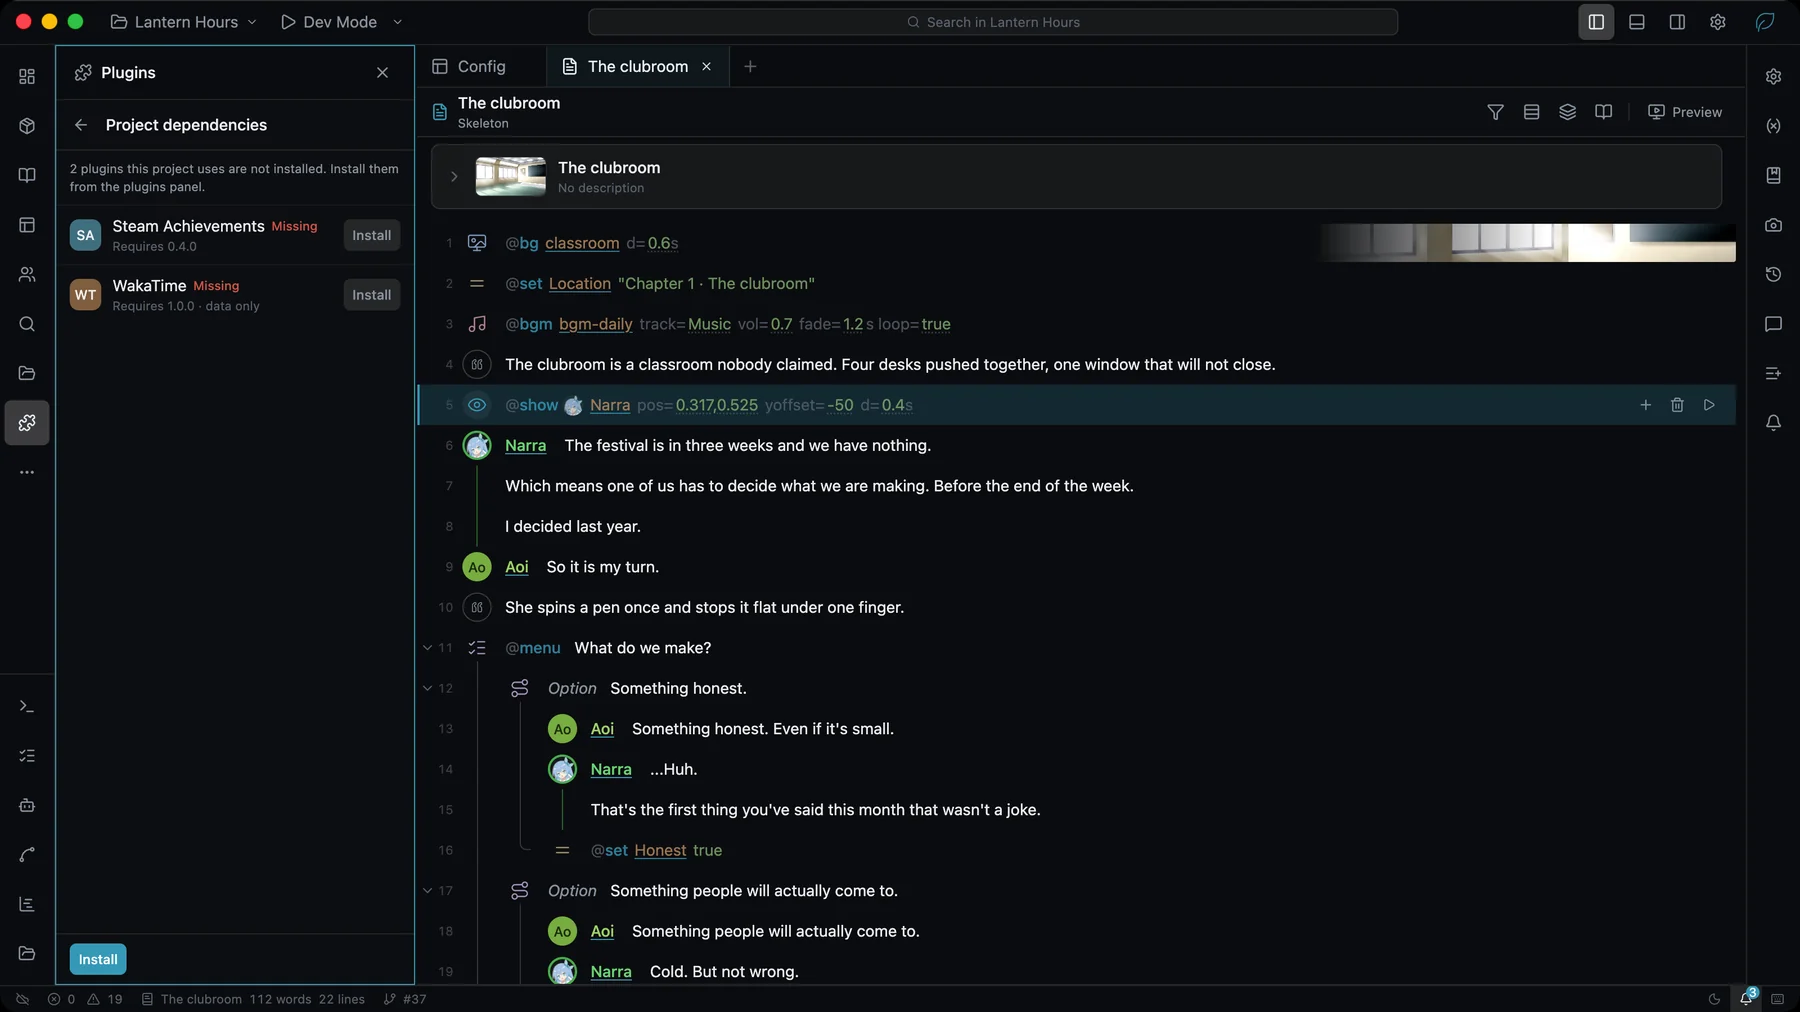 Lantern Hours
Dev Mode
Search in Lantern Hours
Plugins
Project dependencies
2 plugins this project uses are not installed. Install them
from the plugins panel.
SA
Steam Achievements Missing
Requires 0.4.0
Install
WT
WakaTime Missing
Requires 1.0.0 · data only
Install
Install
Config
The clubroom
The clubroom
Skeleton
Preview
The clubroom
No description
1 @bg classroom d=0.6s
2 @set Location "Chapter 1 · The clubroom"
3 @bgm bgm-daily track=Music vol=0.7 fade=1.2s loop=true
4 The clubroom is a classroom nobody claimed. Four desks pushed together, one window that will not close.
5 @show Narra pos=0.317,0.525 yoffset=-50 d=0.4s
6 Narra The festival is in three weeks and we have nothing.
7 Which means one of us has to decide what we are making. Before the end of the week.
8 I decided last year.
9 Ao Aoi So it is my turn.
10 She spins a pen once and stops it flat under one finger.
11 @menu What do we make?
12 Option Something honest.
13 Ao Aoi Something honest. Even if it's small.
14 Narra ...Huh.
15 That's the first thing you've said this month that wasn't a joke.
16 @set Honest true
17 Option Something people will actually come to.
18 Ao Aoi Something people will actually come to.
19 Narra Cold. But not wrong.
0 19 The clubroom 112 words 22 lines #37
3